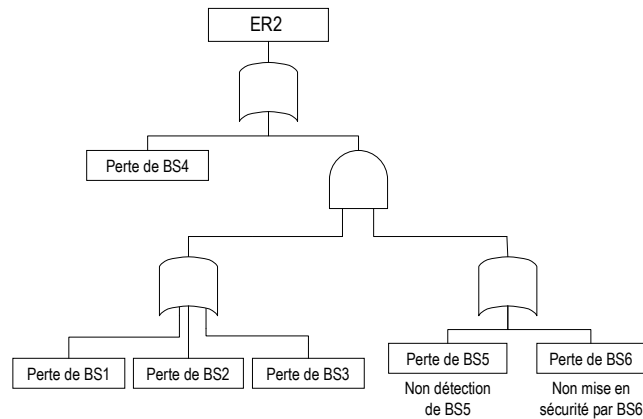 ER2
Perte de BS4
Perte de BS1
Perte de BS2
Perte de BS3
Perte de BS5
Perte de BS6
Non détection
de BS5
Non mise en
sécurité par BS6